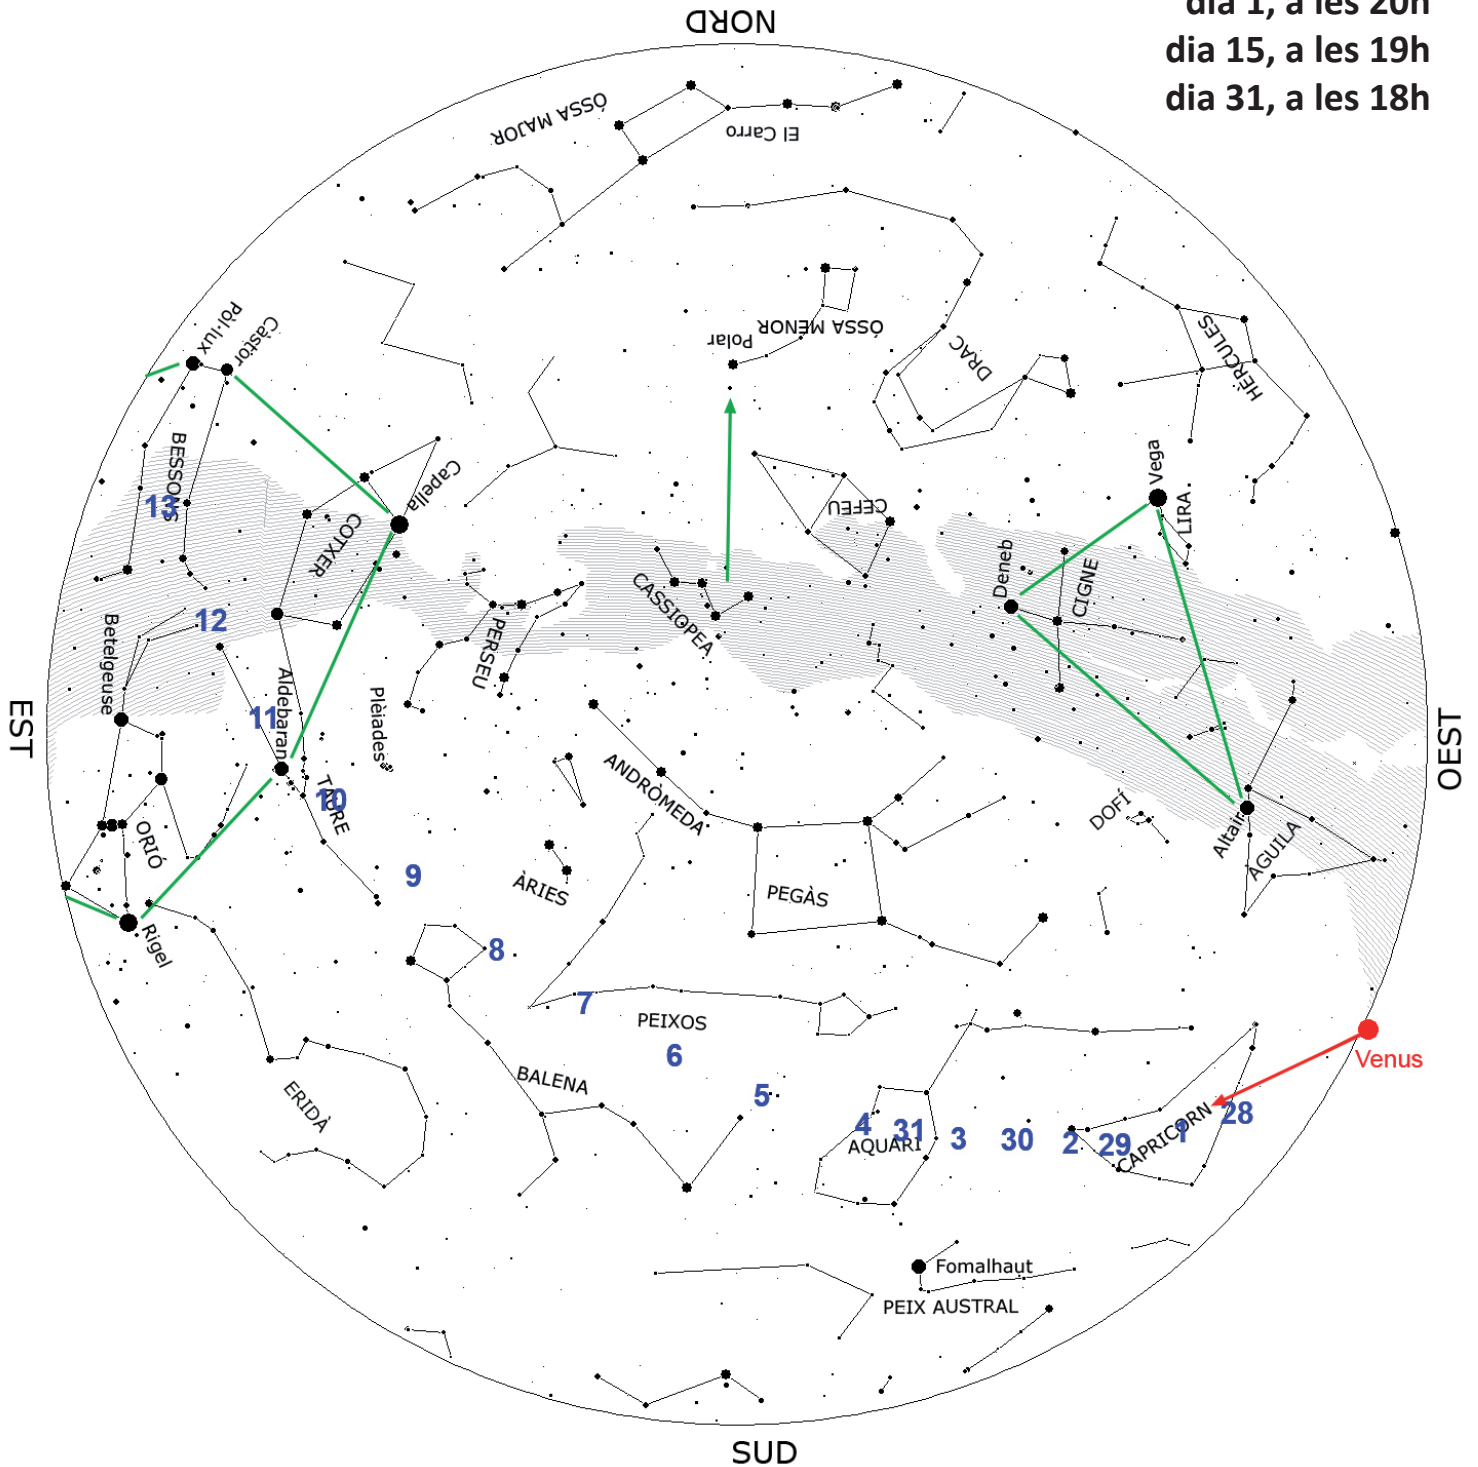 NORD
dia 1, a les 20h
dia 15, a les 19h
dia 31, a les 18h
ÓSSA MAJOR
El Carro
ÓSSA MENOR
Polar
DRAC
HÈRCULES
Pòl·lux
Càstor
BESSONS
13
Capella
COTXER
CEFEU
Vega
LIRA
Deneb
CIGNE
CASSIOPEA
PERSEU
12
Betelgeuse
Aldebaran
11
Plèiades
EST
OEST
TAURE
10
ORIÓ
ANDRÒMEDA
DOFÍ
Altair
ÀGUILA
9
ÀRIES
PEGÀS
Rigel
8
7
PEIXOS
6
Venus
BALENA
5
ERIDÀ
4
31
AQUARI
3
30
2
29
CAPRICORN
1
28
Fomalhaut
PEIX AUSTRAL
SUD